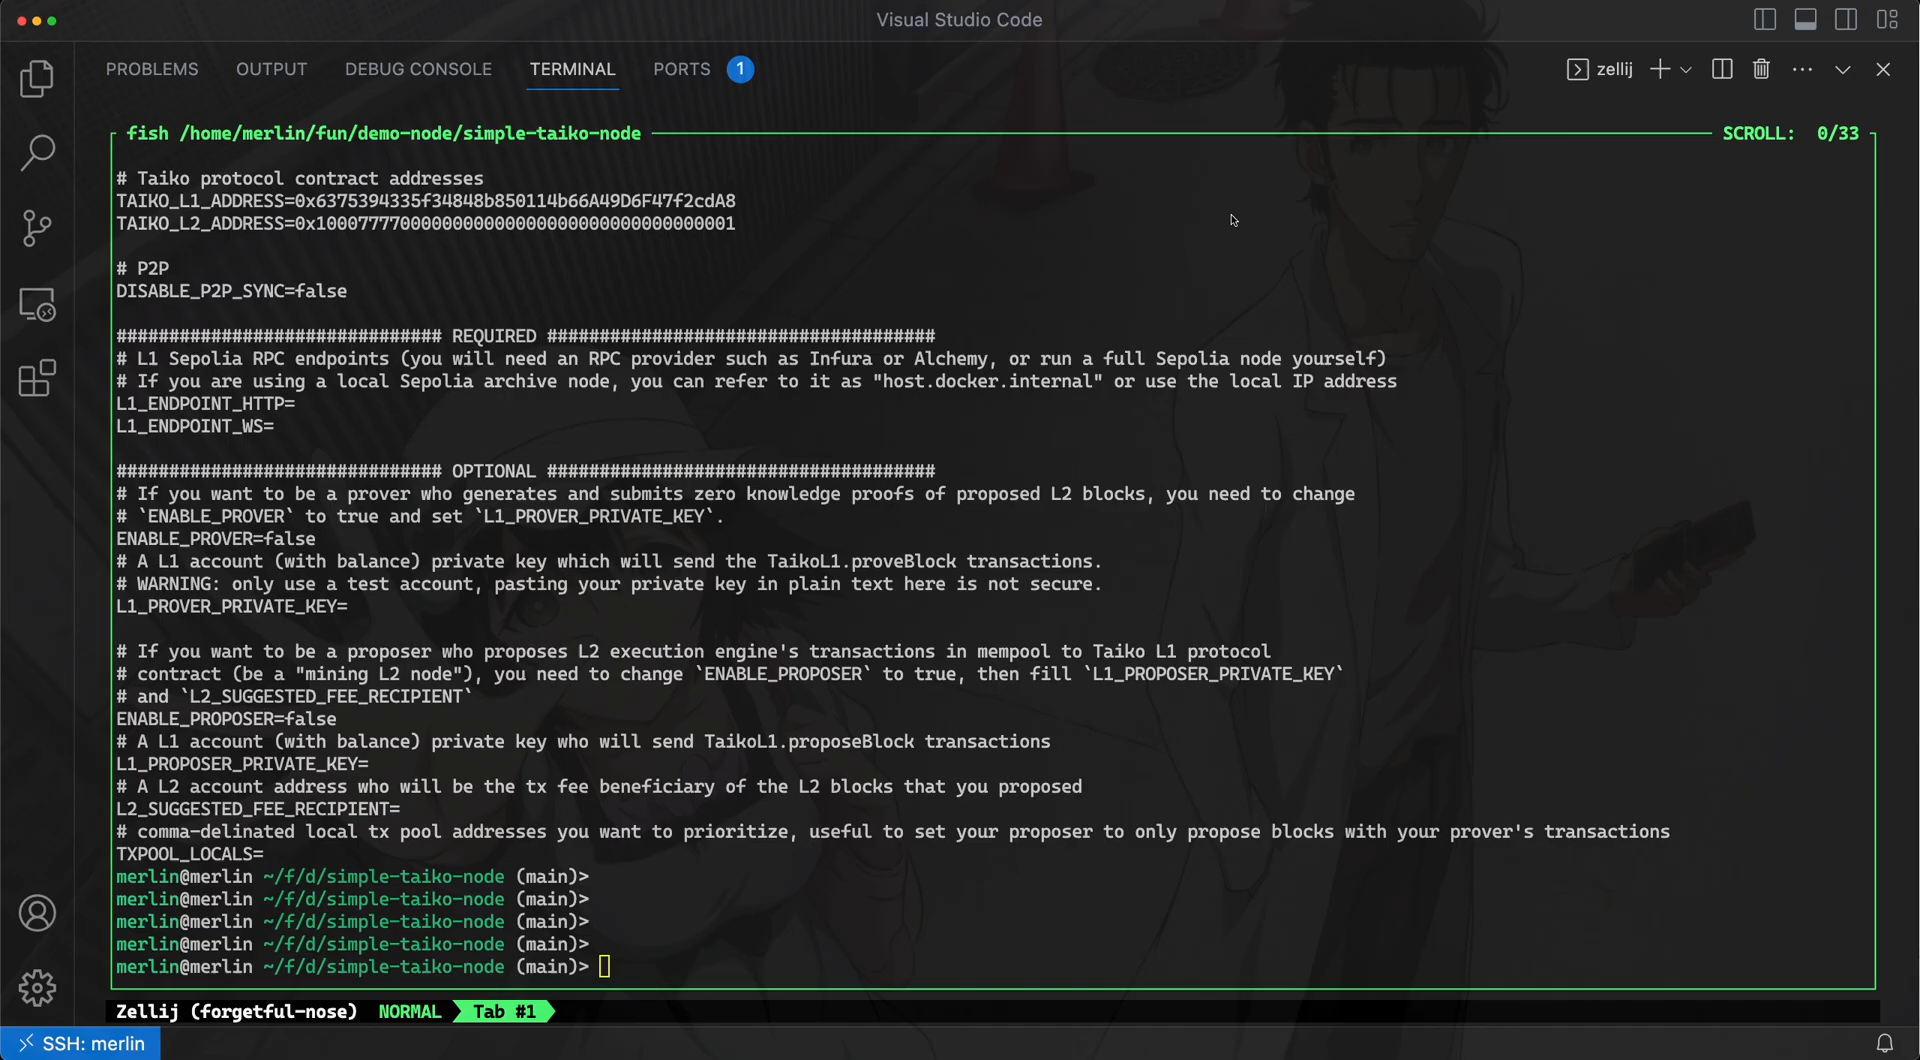 Visual Studio Code
PROBLEMS OUTPUT DEBUG CONSOLE TERMINAL PORTS 1 zellij
fish /home/merlin/fun/demo-node/simple-taiko-node SCROLL: 0/33
# Taiko protocol contract addresses
TAIKO_L1_ADDRESS=0x6375394335f34848b850114b66A49D6F47f2cdA8
TAIKO_L2_ADDRESS=0x1000777700000000000000000000000000000001
# P2P
DISABLE_P2P_SYNC=false
############################### REQUIRED #####################################
# L1 Sepolia RPC endpoints (you will need an RPC provider such as Infura or Alchemy, or run a full Sepolia node yourself)
# If you are using a local Sepolia archive node, you can refer to it as "host.docker.internal" or use the local IP address
L1_ENDPOINT_HTTP=
L1_ENDPOINT_WS=
############################### OPTIONAL #####################################
# If you want to be a prover who generates and submits zero knowledge proofs of proposed L2 blocks, you need to change
# `ENABLE_PROVER` to true and set `L1_PROVER_PRIVATE_KEY`.
ENABLE_PROVER=false
# A L1 account (with balance) private key which will send the TaikoL1.proveBlock transactions.
# WARNING: only use a test account, pasting your private key in plain text here is not secure.
L1_PROVER_PRIVATE_KEY=
# If you want to be a proposer who proposes L2 execution engine's transactions in mempool to Taiko L1 protocol
# contract (be a "mining L2 node"), you need to change `ENABLE_PROPOSER` to true, then fill `L1_PROPOSER_PRIVATE_KEY`
# and `L2_SUGGESTED_FEE_RECIPIENT`
ENABLE_PROPOSER=false
# A L1 account (with balance) private key who will send TaikoL1.proposeBlock transactions
L1_PROPOSER_PRIVATE_KEY=
# A L2 account address who will be the tx fee beneficiary of the L2 blocks that you proposed
L2_SUGGESTED_FEE_RECIPIENT=
# comma-delinated local tx pool addresses you want to prioritize, useful to set your proposer to only propose blocks with your prover's transactions
TXPOOL_LOCALS=
merlin@merlin ~/f/d/simple-taiko-node (main)>
merlin@merlin ~/f/d/simple-taiko-node (main)>
merlin@merlin ~/f/d/simple-taiko-node (main)>
merlin@merlin ~/f/d/simple-taiko-node (main)>
merlin@merlin ~/f/d/simple-taiko-node (main)>
Zellij (forgetful-nose) NORMAL Tab #1
SSH: merlin